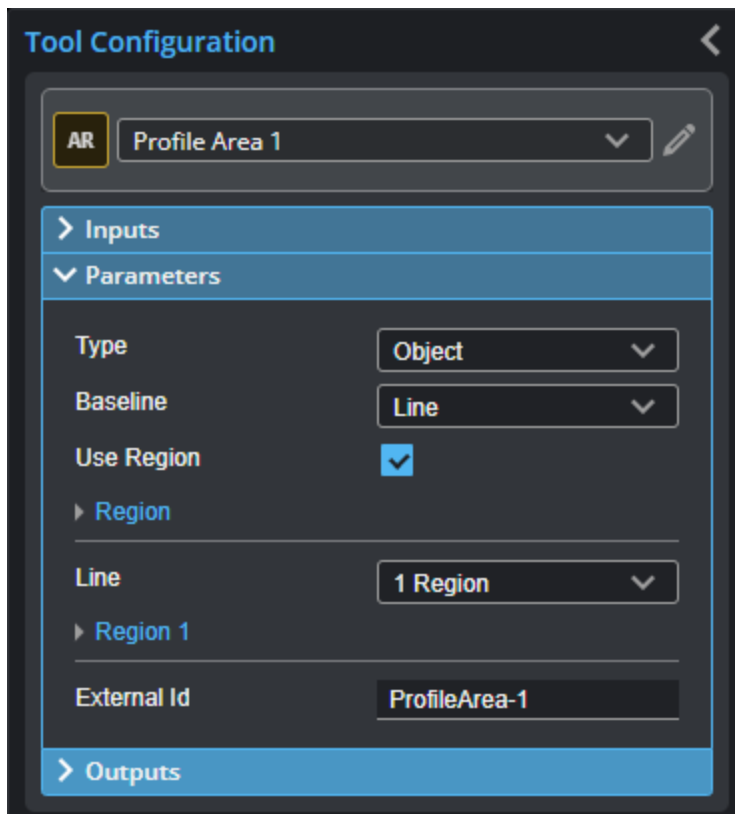 Tool Configuration
AR Profile Area 1
Inputs
Parameters
Type Object
Baseline Line
Use Region
Region
Line 1 Region
Region 1
External Id ProfileArea-1
Outputs